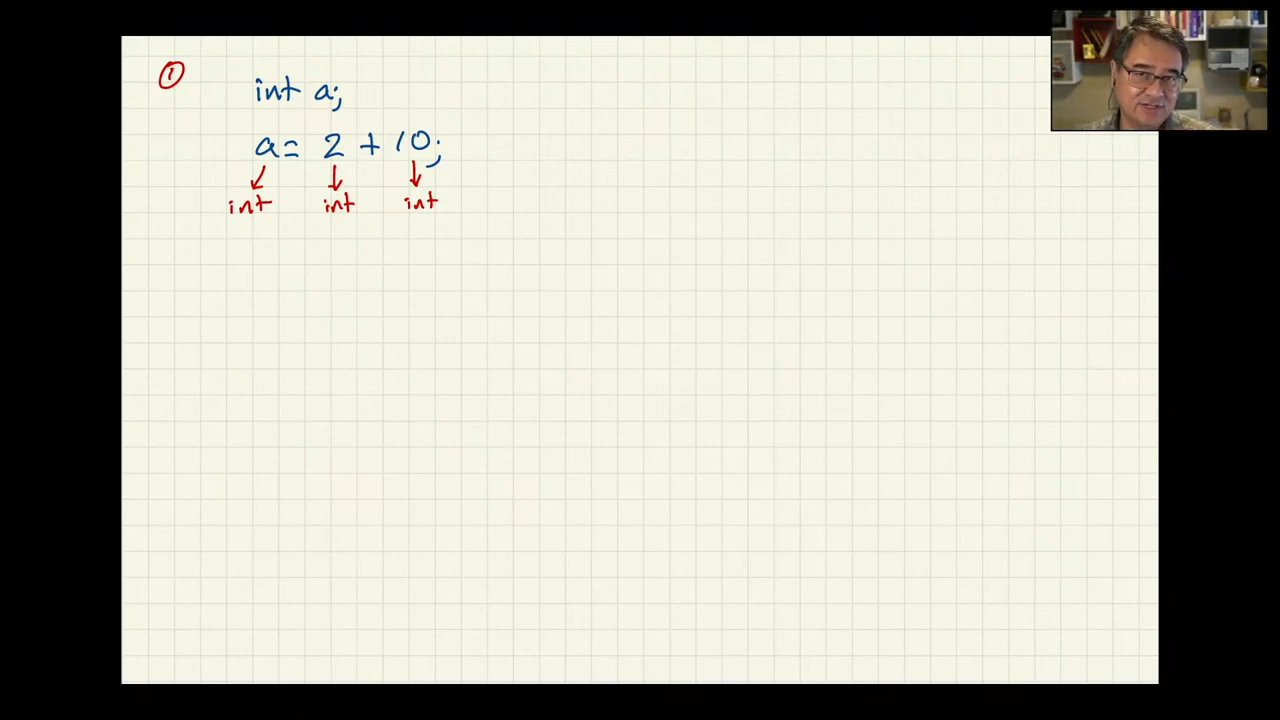 ① int a;
a = 2 + 10;
int int int